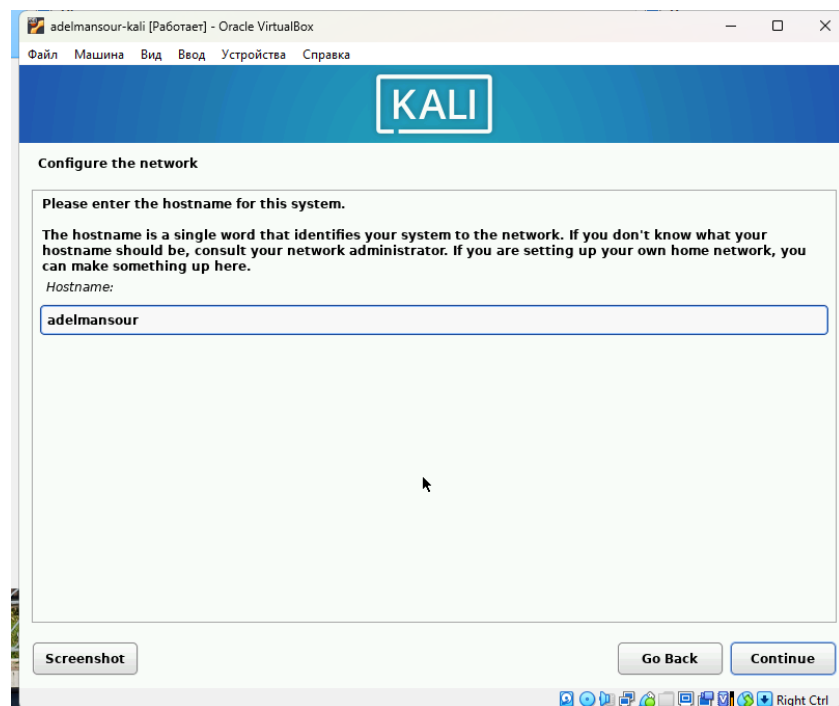 adelmansour-kali [Работает] - Oracle VirtualBox
Файл Машина Вид Ввод Устройства Справка
KALI
Configure the network
Please enter the hostname for this system.
The hostname is a single word that identifies your system to the network. If you don't know what your
hostname should be, consult your network administrator. If you are setting up your own home network, you
can make something up here.
Hostname:
adelmansour
Screenshot
Go Back
Continue
Right Ctrl